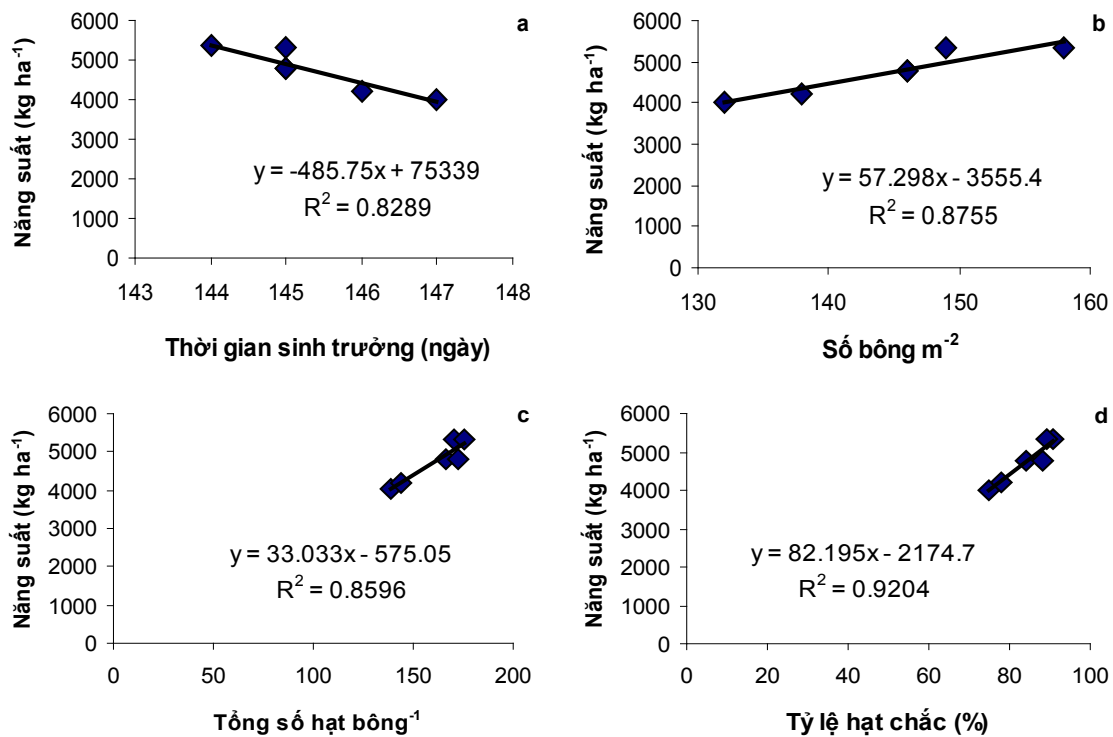 a
6000
5000
4000
3000
2000
1000
0
Năng suất (kg ha⁻¹)
y = -485.75x + 75339
R² = 0.8289
143 144 145 146 147 148
Thời gian sinh trưởng (ngày)
b
6000
5000
4000
3000
2000
1000
0
Năng suất (kg ha⁻¹)
y = 57.298x - 3555.4
R² = 0.8755
130 140 150 160
Số bông m⁻²
c
6000
5000
4000
3000
2000
1000
0
Năng suất (kg ha⁻¹)
y = 33.033x - 575.05
R² = 0.8596
0 50 100 150 200
Tổng số hạt bông⁻¹
d
6000
5000
4000
3000
2000
1000
0
Năng suất (kg ha⁻¹)
y = 82.195x - 2174.7
R² = 0.9204
0 20 40 60 80 100
Tỷ lệ hạt chắc (%)